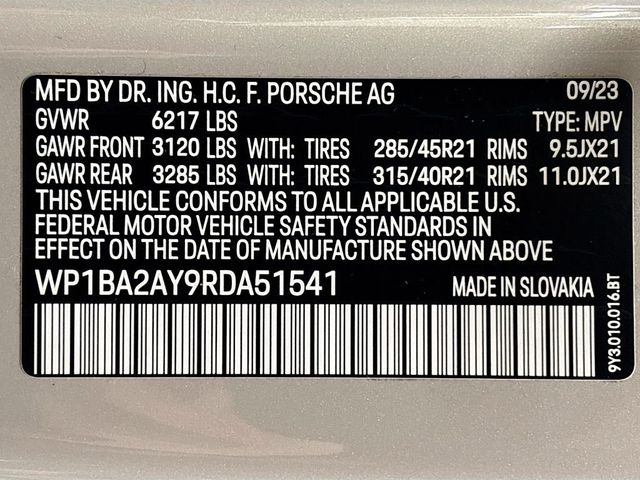 MFD BY DR. ING. H.C. F. PORSCHE AG 09/23
GVWR 6217 LBS TYPE: MPV
GAWR FRONT 3120 LBS WITH: TIRES 285/45R21 RIMS 9.5JX21
GAWR REAR 3285 LBS WITH: TIRES 315/40R21 RIMS 11.0JX21
THIS VEHICLE CONFORMS TO ALL APPLICABLE U.S.
FEDERAL MOTOR VEHICLE SAFETY STANDARDS IN
EFFECT ON THE DATE OF MANUFACTURE SHOWN ABOVE
WP1BA2AY9RDA51541 MADE IN SLOVAKIA
9Y3.010.016.BT